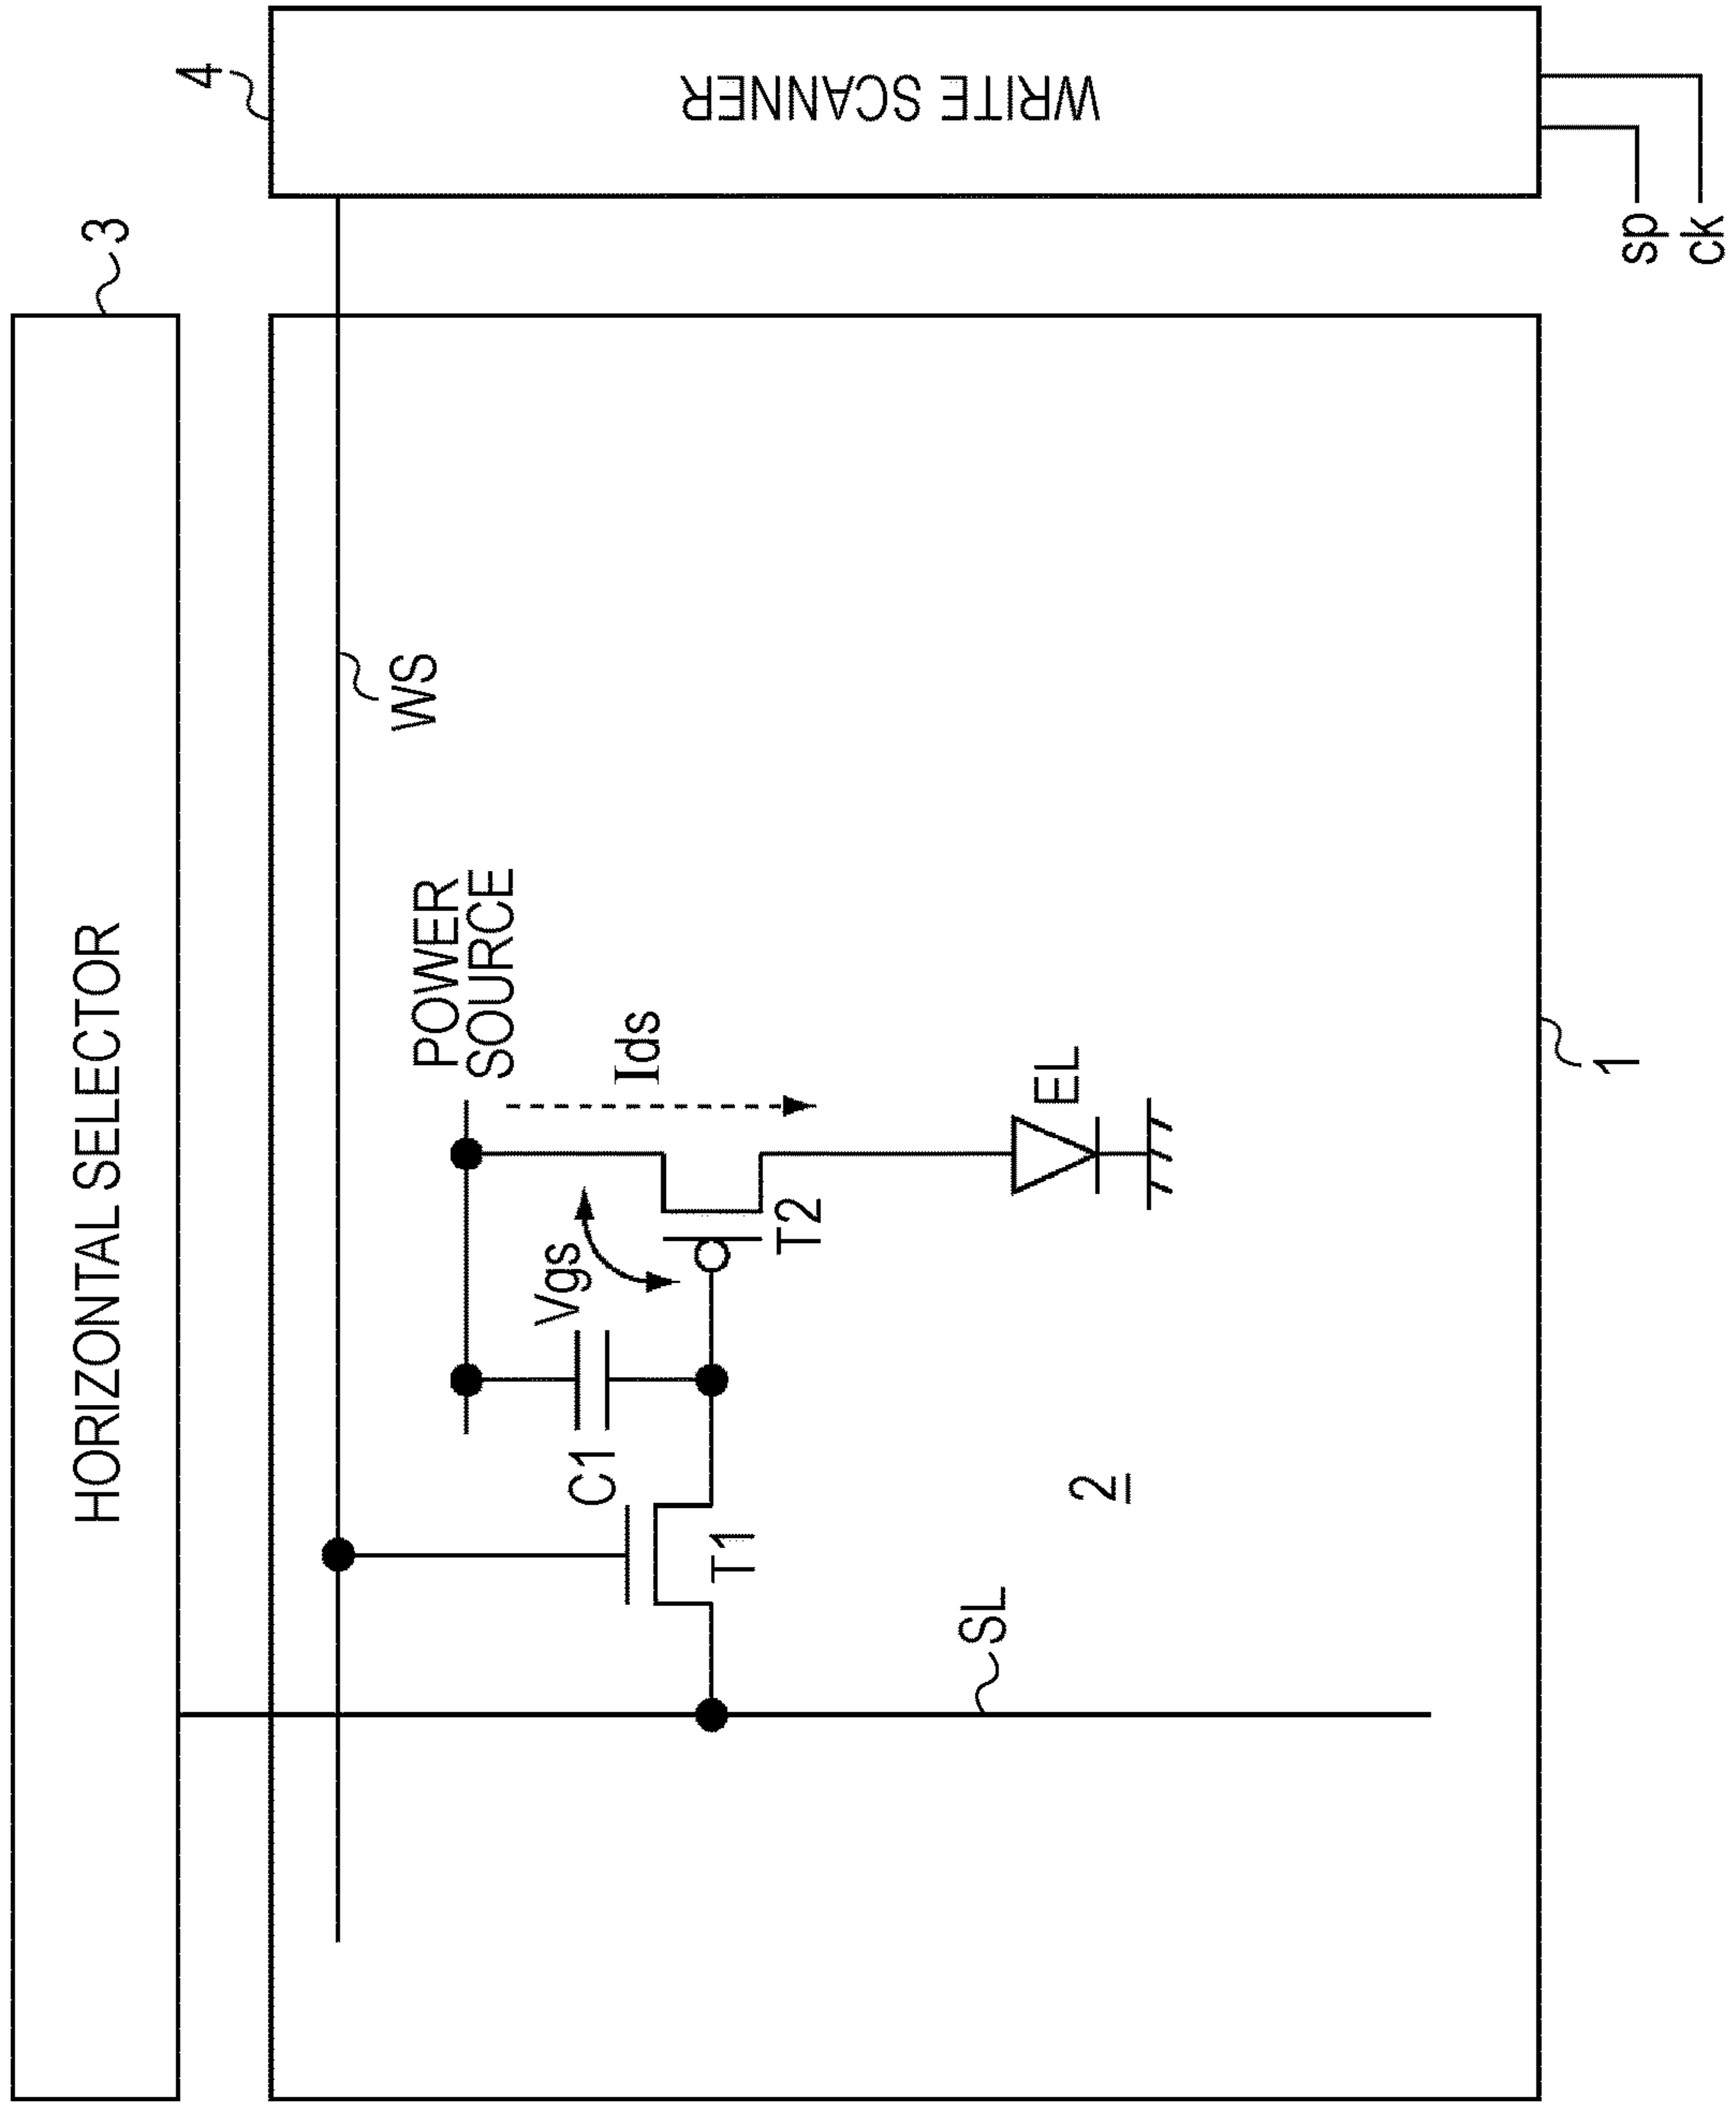 HORIZONTAL SELECTOR
3
4
WRITE SCANNER
WS
POWER
SOURCE
Ids
Vgs
C1
T1
T2
EL
SL
2
1
sp
ck